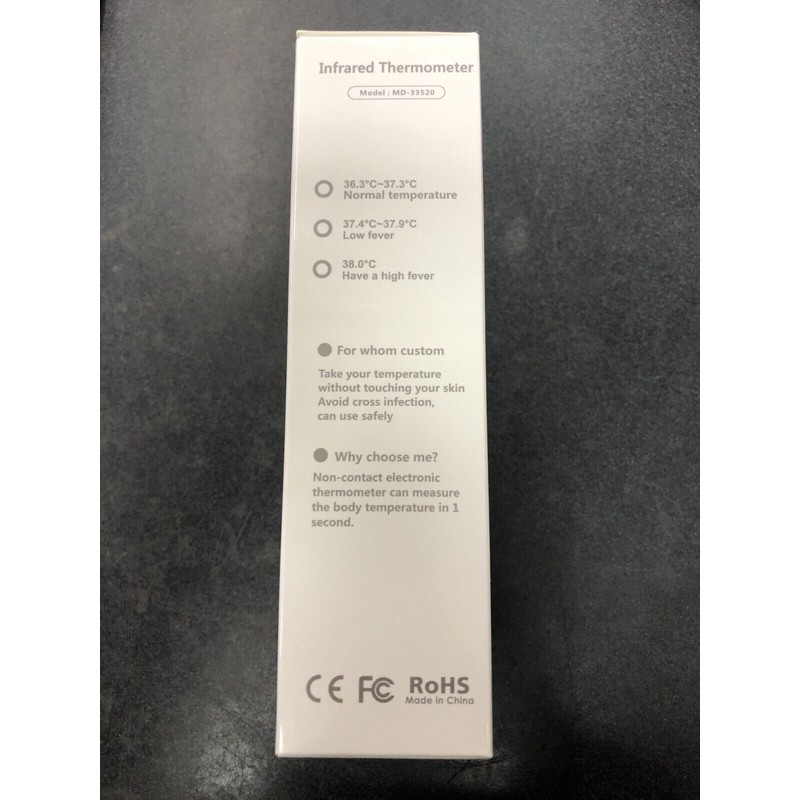 Infrared Thermometer
Model : MD-33520
36.3°C~37.3°C
Normal temperature
37.4°C~37.9°C
Low fever
38.0°C
Have a high fever
For whom custom
Take your temperature
without touching your skin
Avoid cross infection,
can use safely
Why choose me?
Non-contact electronic
thermometer can measure
the body temperature in 1
second.
CE FC RoHS
Made in China